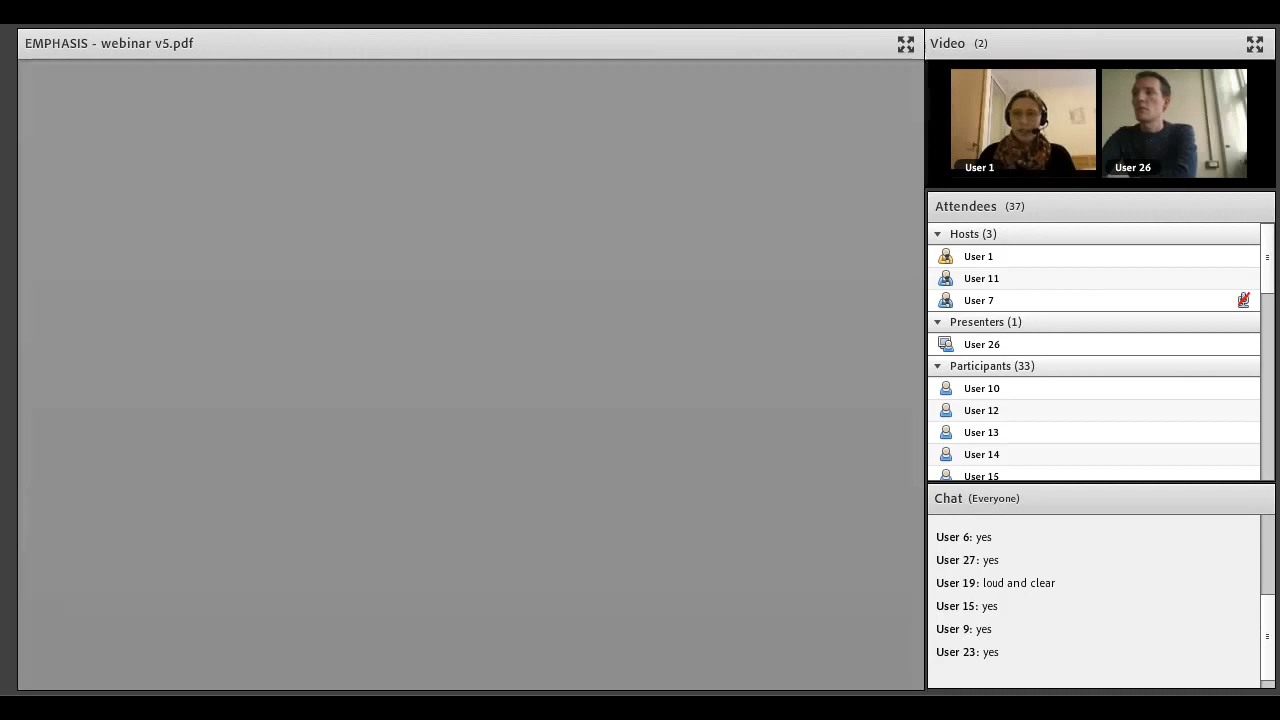 EMPHASIS - webinar v5.pdf
Video (2)
User 1
User 26
Attendees (37)
Hosts (3)
User 1
User 11
User 7
Presenters (1)
User 26
Participants (33)
User 10
User 12
User 13
User 14
User 15
Chat (Everyone)
User 6: yes
User 27: yes
User 19: loud and clear
User 15: yes
User 9: yes
User 23: yes